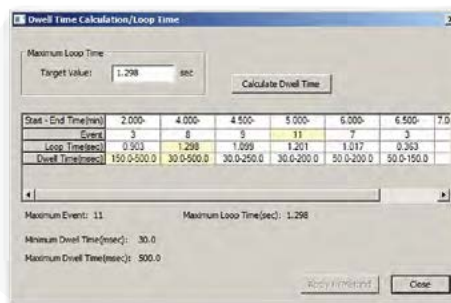 Dwell Time Calculation/Loop Time
Maximum Loop Time
Target Value: 1.298 sec
Calculate Dwell Time
Start - End Time(min) 2.000- 4.000- 4.500- 5.000- 6.000- 6.500- 7.0
Event 3 8 9 11 7 3
Loop Time(sec) 0.903 1.298 1.099 1.201 1.017 0.363
Dwell Time(msec) 150.0-500.0 30.0-500.0 30.0-250.0 30.0-200.0 50.0-200.0 50.0-150.0
Maximum Event: 11 Maximum Loop Time(sec): 1.298
Minimum Dwell Time(msec): 30.0
Maximum Dwell Time(msec): 500.0
Close